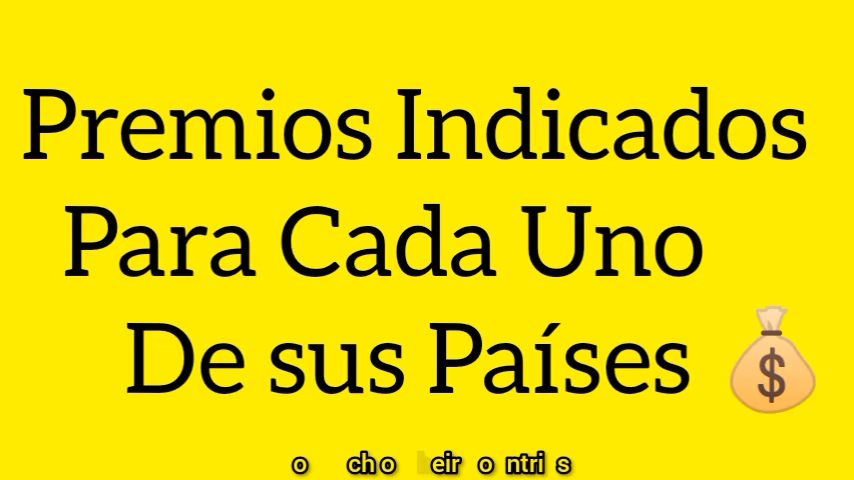 Premios Indicados
Para Cada Uno
De sus Países